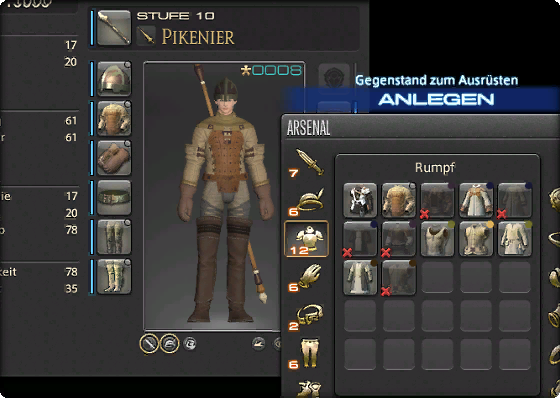 STUFE 10
PIKENIER
17
20
0008
Gegenstand zum Ausrüsten
ANLEGEN
ARSENAL
61
61
Rumpf
7
6
17
20
78
12
6
78
35
2
6